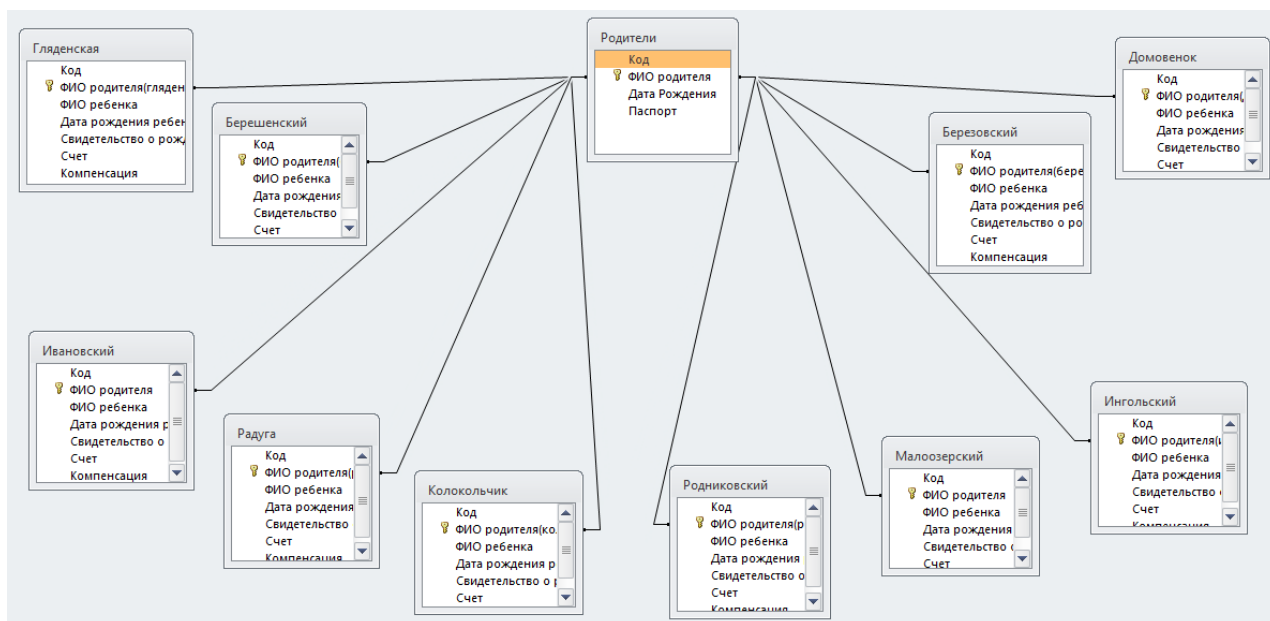 Гляденская
Код
ФИО родителя(гляден
ФИО ребенка
Дата рождения ребен
Свидетельство о рож
Счет
Компенсация
Берешенский
Код
ФИО родителя(
ФИО ребенка
Дата рождения
Свидетельство
Счет
Родители
Код
ФИО родителя
Дата Рождения
Паспорт
Березовский
Код
ФИО родителя(бере
ФИО ребенка
Дата рождения реб
Свидетельство о ро
Счет
Компенсация
Домовенок
Код
ФИО родителя(
ФИО ребенка
Дата рождения
Свидетельство
Счет
Ивановский
Код
ФИО родителя
ФИО ребенка
Дата рождения р
Свидетельство о
Счет
Компенсация
Радуга
Код
ФИО родителя(
ФИО ребенка
Дата рождения
Свидетельство
Счет
Компенсация
Колокольчик
Код
ФИО родителя(ко
ФИО ребенка
Дата рождения р
Свидетельство о р
Счет
Родниковский
Код
ФИО родителя(р
ФИО ребенка
Дата рождения
Свидетельство о
Счет
Компенсация
Малоозерский
Код
ФИО родителя
ФИО ребенка
Дата рождения
Свидетельство о
Счет
Ингольский
Код
ФИО родителя(и
ФИО ребенка
Дата рождения
Свидетельство
Счет
Компенсация